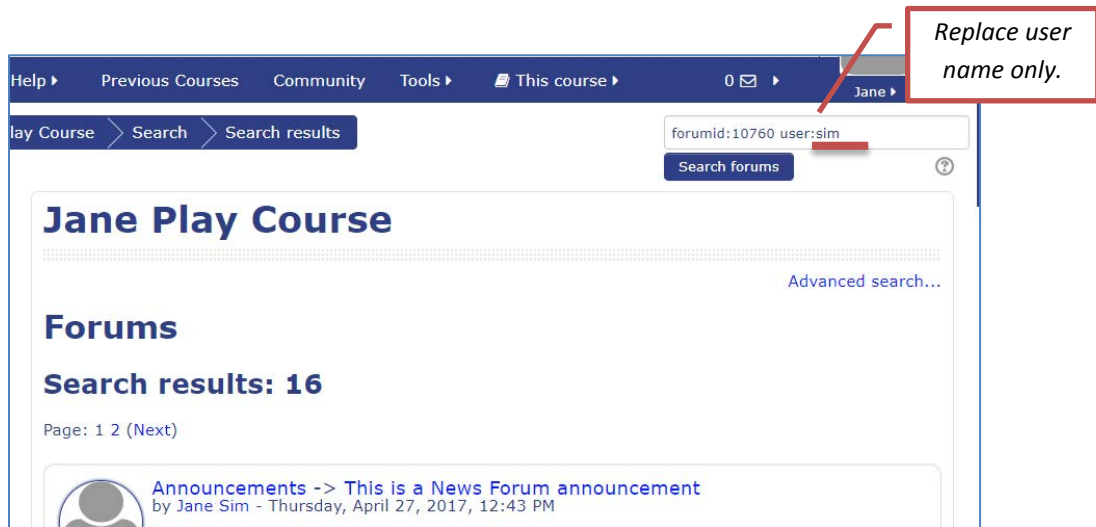 Replace user
name only.
Help Previous Courses Community Tools This course 0 Jane
lay Course Search Search results
forumid:10760 user:sim
Search forums
Jane Play Course
Advanced search...
Forums
Search results: 16
Page: 1 2 (Next)
Announcements -> This is a News Forum announcement
by Jane Sim - Thursday, April 27, 2017, 12:43 PM